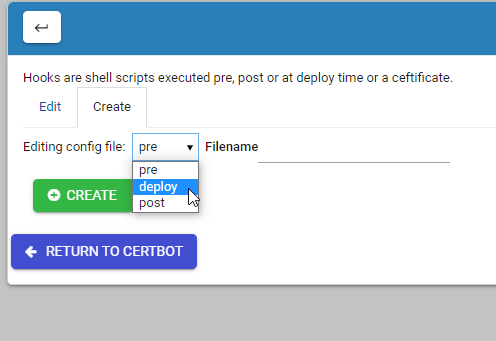 Hooks are shell scripts executed pre, post or at deploy time or a ceftificate.
Edit Create
Editing config file: pre Filename
pre
deploy
post
CREATE
RETURN TO CERTBOT